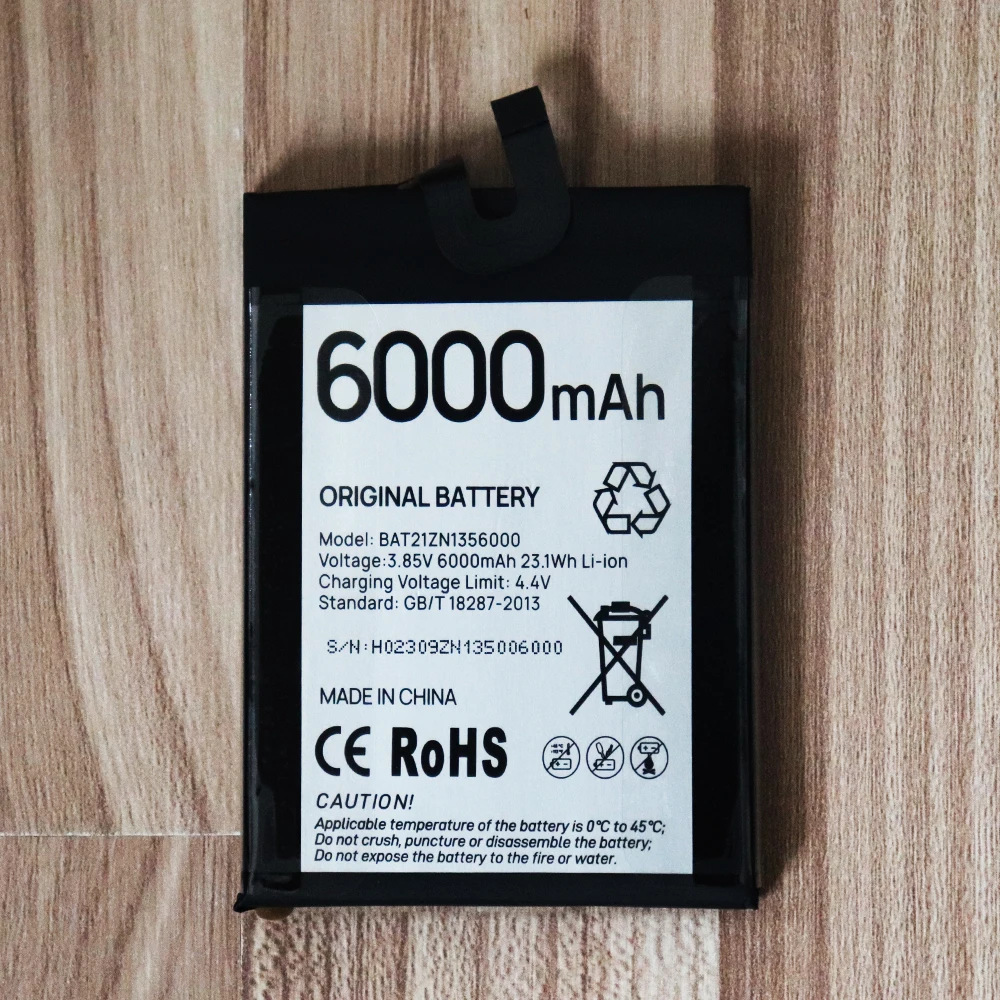 6000mAh
ORIGINAL BATTERY
Model: BAT21ZN1356000
Voltage:3.85V 6000mAh 23.1Wh Li-ion
Charging Voltage Limit: 4.4V
Standard: GB/T 18287-2013
S/N:H02309ZN135006000
MADE IN CHINA
CE RoHS
CAUTION!
Applicable temperature of the battery is 0℃ to 45℃;
Do not crush, puncture or disassemble the battery;
Do not expose the battery to the fire or water.